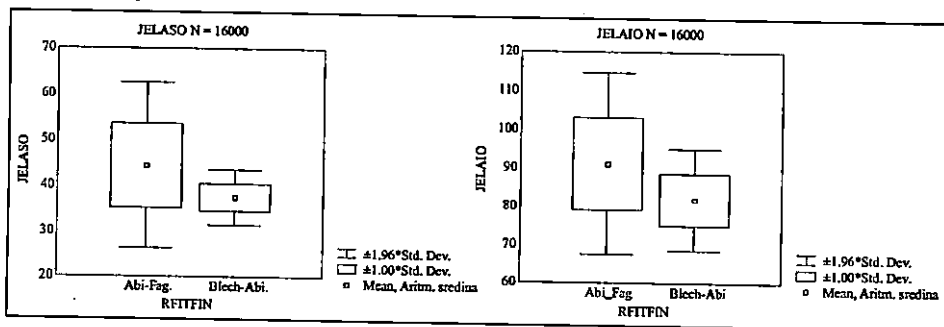 JELASO N = 16000
70
60
50
40
30
20
JELASO
Abi-Fag.
Blech-Abi.
RFITFIN
±1,96*Std. Dev.
±1.00*Std. Dev.
Mean, Aritm. sredina
JELAIO N = 16000
120
110
100
90
80
70
60
JELAIO
Abi_Fag
Blech-Abi
RFITFIN
±1,96*Std. Dev.
±1.00*Std. Dev.
Mean, Aritm. sredina